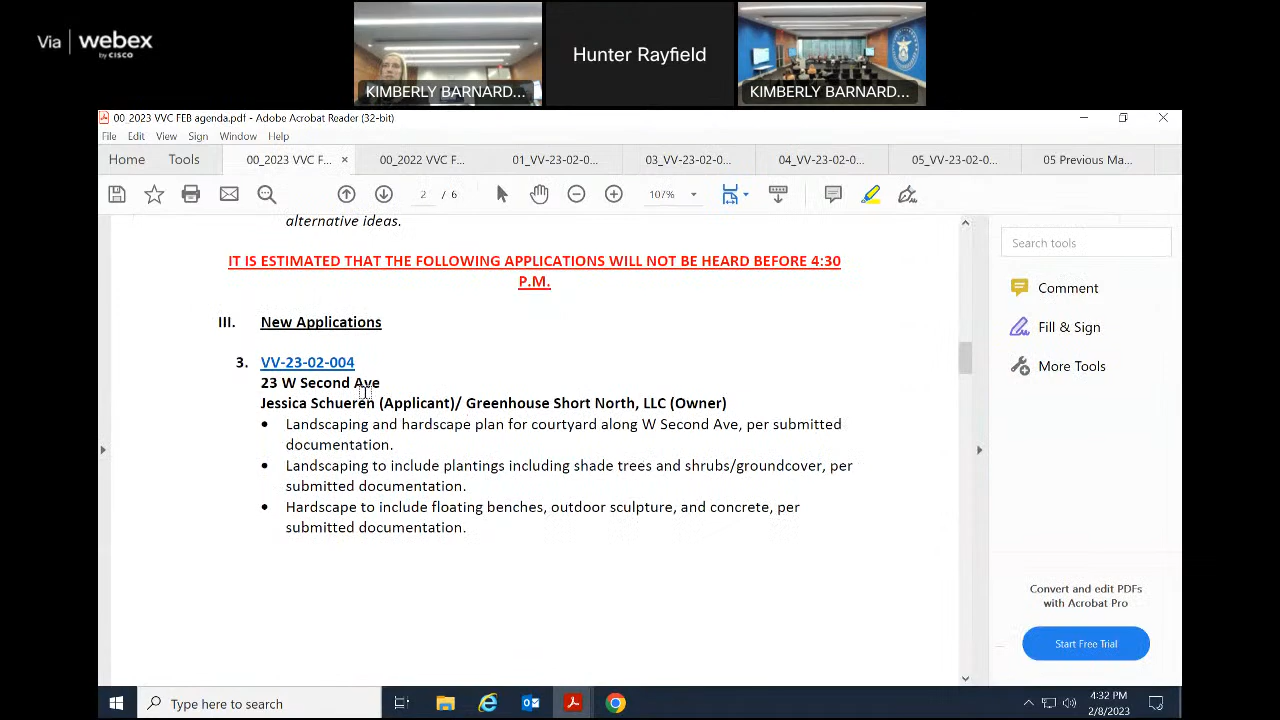 Via webex
by CISCO
KIMBERLY BARNARD...
Hunter Rayfield
KIMBERLY BARNARD...
00_2023 VVC FEB agenda.pdf - Adobe Acrobat Reader (32-bit)
File Edit View Sign Window Help
Home Tools 00_2023 VVC F... × 00_2022 VVC F... 01_VV-23-02-0... 03_VV-23-02-0... 04_VV-23-02-0... 05_VV-23-02-0... 05 Previous Ma...
2 / 6 107%
alternative ideas.
IT IS ESTIMATED THAT THE FOLLOWING APPLICATIONS WILL NOT BE HEARD BEFORE 4:30
P.M.
III. New Applications
3. VV-23-02-004
23 W Second Ave
Jessica Schueren (Applicant)/ Greenhouse Short North, LLC (Owner)
• Landscaping and hardscape plan for courtyard along W Second Ave, per submitted
documentation.
• Landscaping to include plantings including shade trees and shrubs/groundcover, per
submitted documentation.
• Hardscape to include floating benches, outdoor sculpture, and concrete, per
submitted documentation.
Search tools
Comment
Fill & Sign
More Tools
Convert and edit PDFs
with Acrobat Pro
Start Free Trial
Type here to search
4:32 PM
2/8/2023